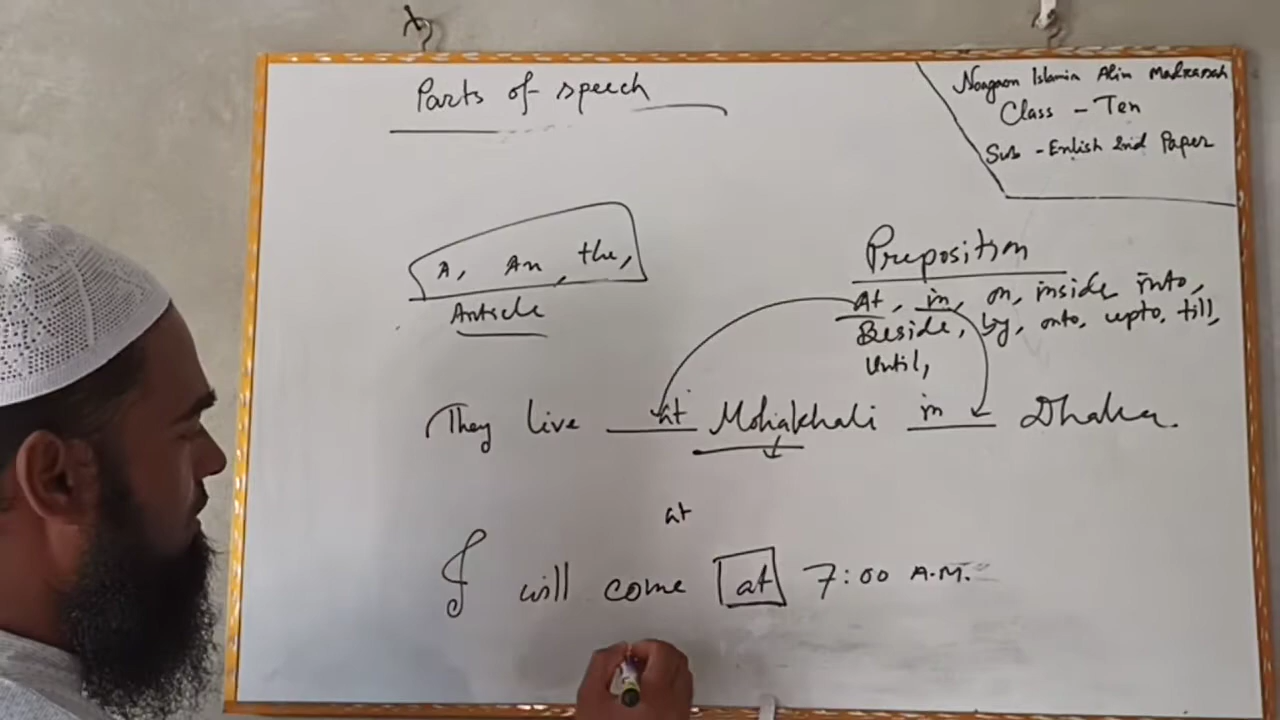 Parts of speech
Noagaon Islamia Alim Madrasah
Class - Ten
Sub - Enlish 2nd Paper
A, An, the,
Article
Preposition
At, in, on, inside into,
Beside, by, onto, upto, till,
Until,
They live at Mohakhali in Dhaka.
at
I will come at 7:00 A.M.